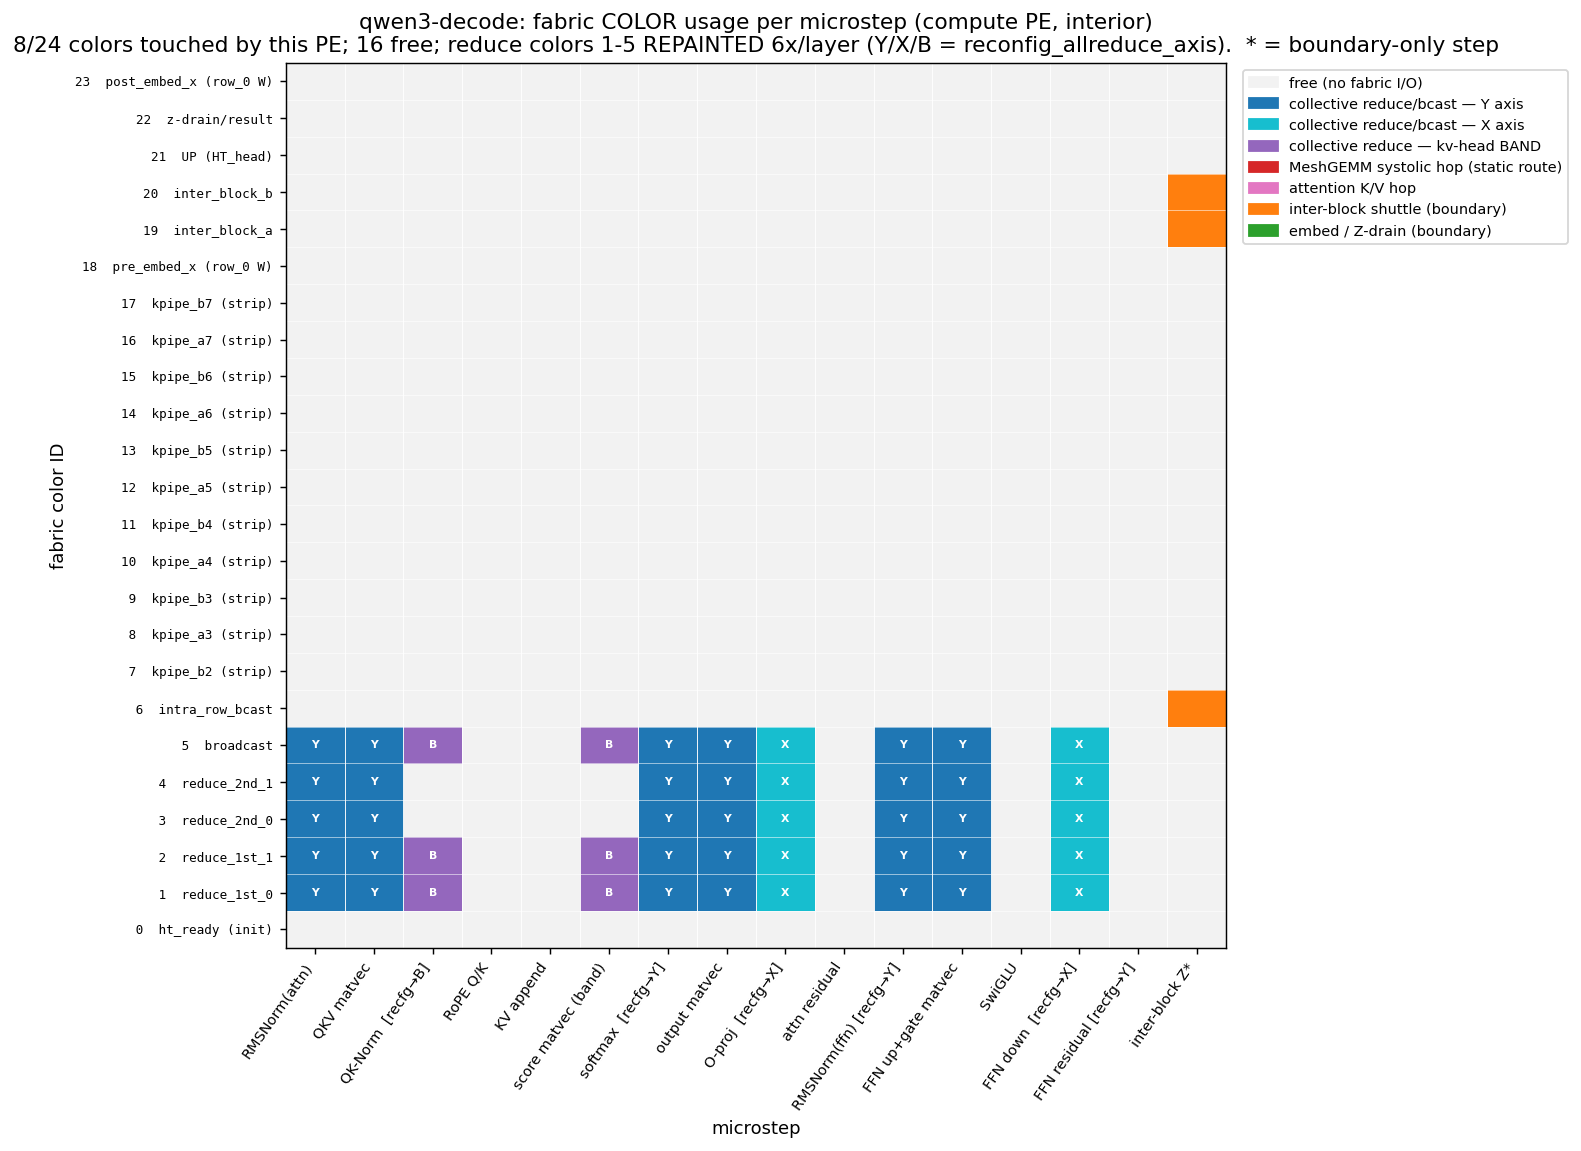 qwen3-decode: fabric COLOR usage per microstep (compute PE, interior)
8/24 colors touched by this PE; 16 free; reduce colors 1-5 REPAINTED 6x/layer (Y/X/B = reconfig_allreduce_axis).  * = boundary-only step
free (no fabric I/O)
collective reduce/bcast — Y axis
collective reduce/bcast — X axis
collective reduce — kv-head BAND
MeshGEMM systolic hop (static route)
attention K/V hop
inter-block shuttle (boundary)
embed / Z-drain (boundary)
fabric color ID
23  post_embed_x (row_0 W)
22  z-drain/result
21  UP (HT_head)
20  inter_block_b
19  inter_block_a
18  pre_embed_x (row_0 W)
17  kpipe_b7 (strip)
16  kpipe_a7 (strip)
15  kpipe_b6 (strip)
14  kpipe_a6 (strip)
13  kpipe_b5 (strip)
12  kpipe_a5 (strip)
11  kpipe_b4 (strip)
10  kpipe_a4 (strip)
9  kpipe_b3 (strip)
8  kpipe_a3 (strip)
7  kpipe_b2 (strip)
6  intra_row_bcast
5  broadcast Y Y B B Y Y X Y Y X
4  reduce_2nd_1 Y Y Y Y X Y Y X
3  reduce_2nd_0 Y Y Y Y X Y Y X
2  reduce_1st_1 Y Y B B Y Y X Y Y X
1  reduce_1st_0 Y Y B B Y Y X Y Y X
0  ht_ready (init)
RMSNorm(attn)
QKV matvec
QK-Norm  [recfg→B]
RoPE Q/K
KV append
score matvec (band)
softmax  [recfg→Y]
output matvec
O-proj  [recfg→X]
attn residual
RMSNorm(ffn) [recfg→Y]
FFN up+gate matvec
SwiGLU
FFN down  [recfg→X]
FFN residual [recfg→Y]
inter-block Z*
microstep